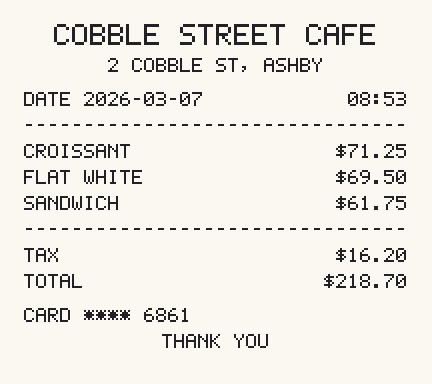 COBBLE STREET CAFE
2 COBBLE ST, ASHBY
DATE 2026-03-07 08:53
--------------------------------
CROISSANT $71.25
FLAT WHITE $69.50
SANDWICH $61.75
--------------------------------
TAX $16.20
TOTAL $218.70
CARD **** 6861
THANK YOU